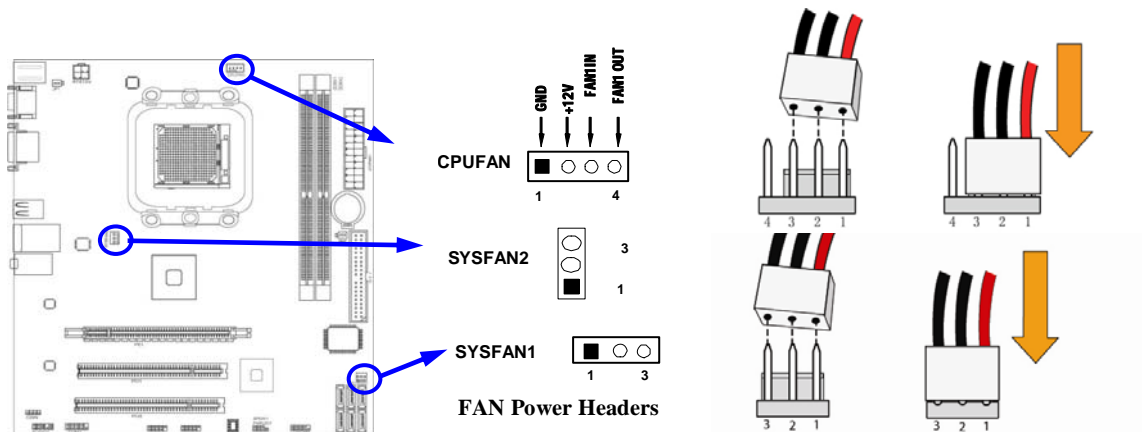 GND
+12V
FAN1IN
FAN1 OUT
CPUFAN
1 4
SYSFAN2
3
1
SYSFAN1
1 3
FAN Power Headers
4 3 2 1
4 3 2 1
3 2 1
3 2 1